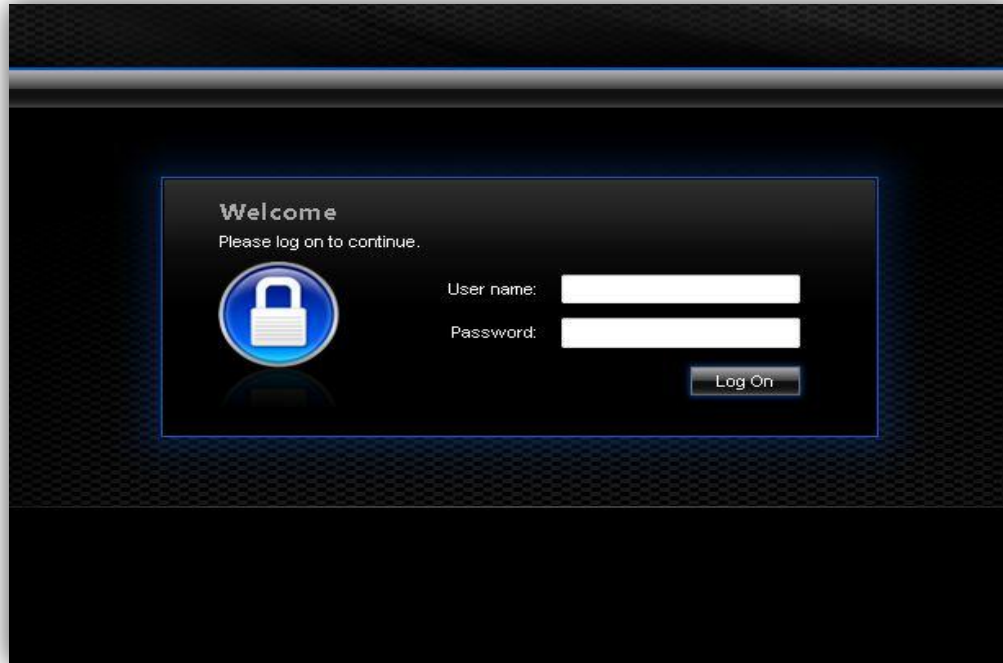 Welcome
Please log on to continue.
User name:
Password:
Log On